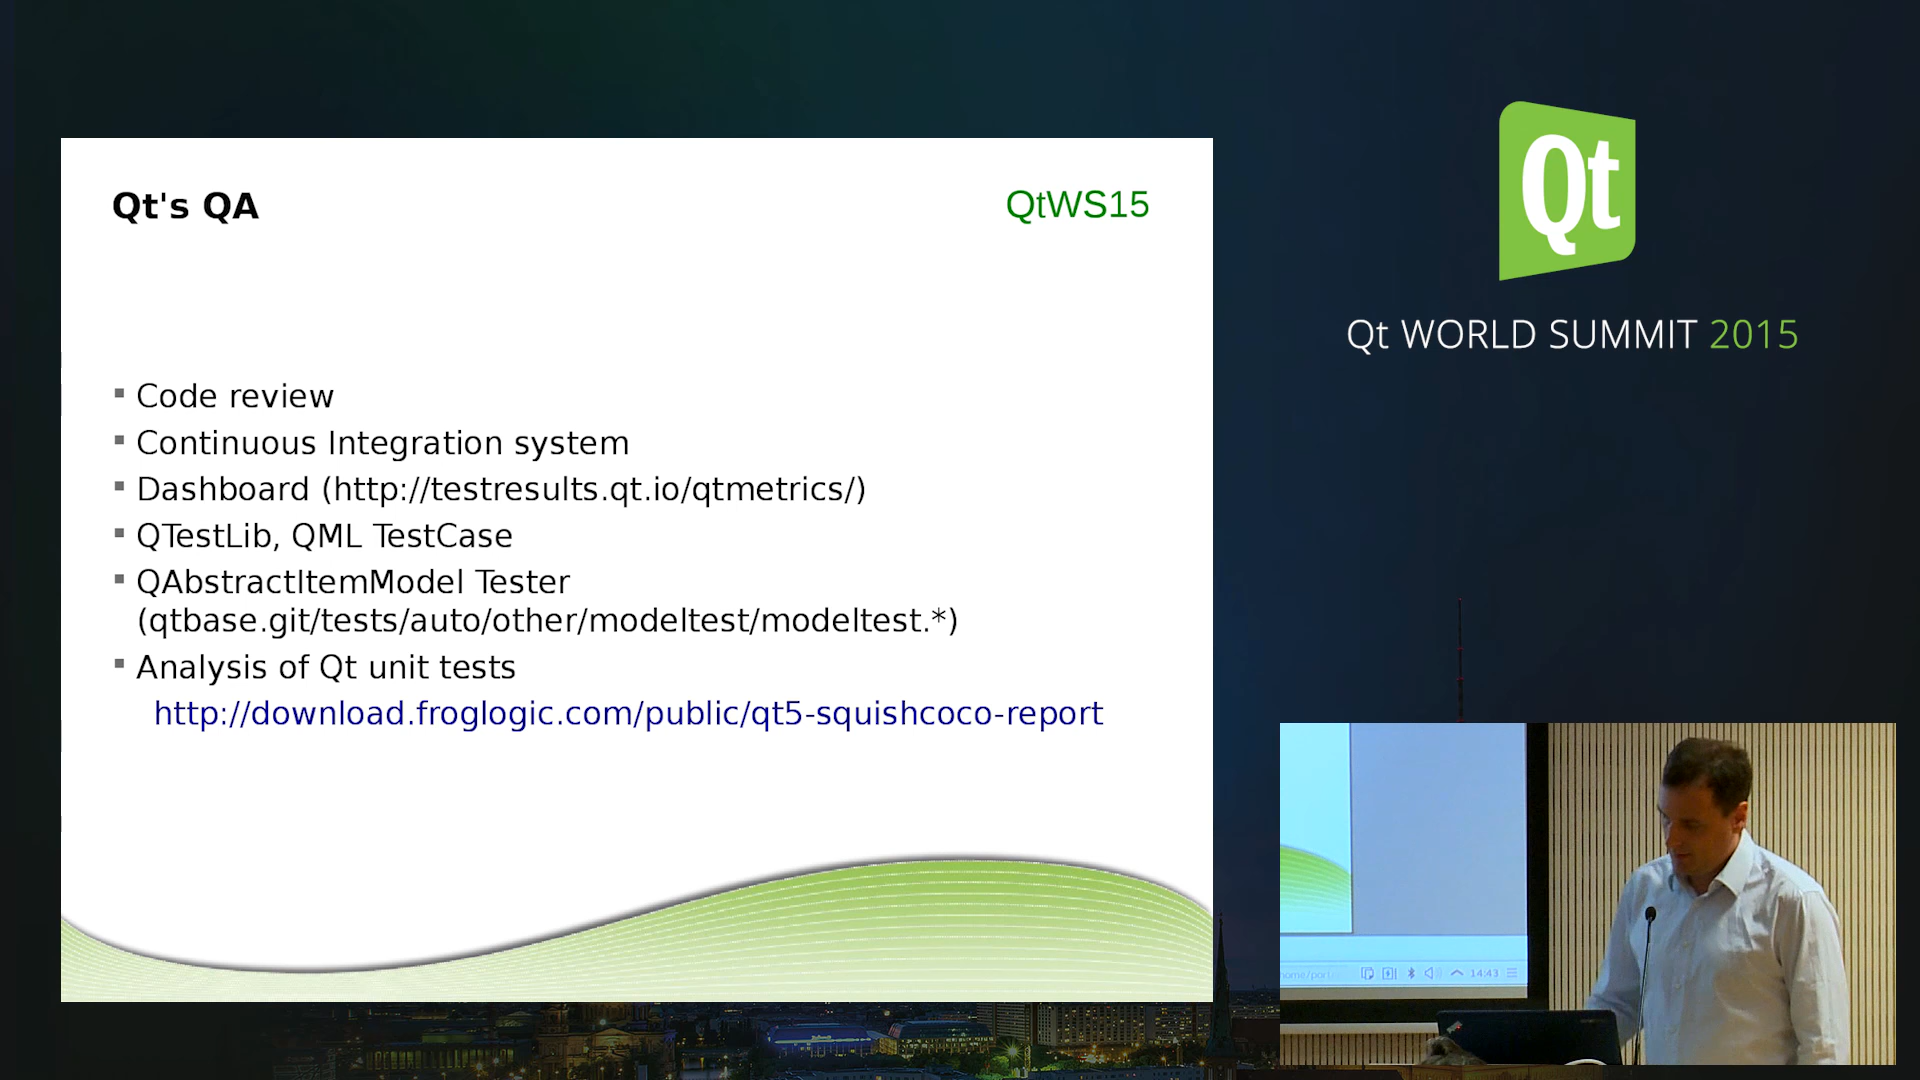 Qt's QA
QtWS15
Code review
Continuous Integration system
Dashboard (http://testresults.qt.io/qtmetrics/)
QTestLib, QML TestCase
QAbstractItemModel Tester
(qtbase.git/tests/auto/other/modeltest/modeltest.*)
Analysis of Qt unit tests
http://download.froglogic.com/public/qt5-squishcoco-report
Qt
Qt WORLD SUMMIT 2015
14:43